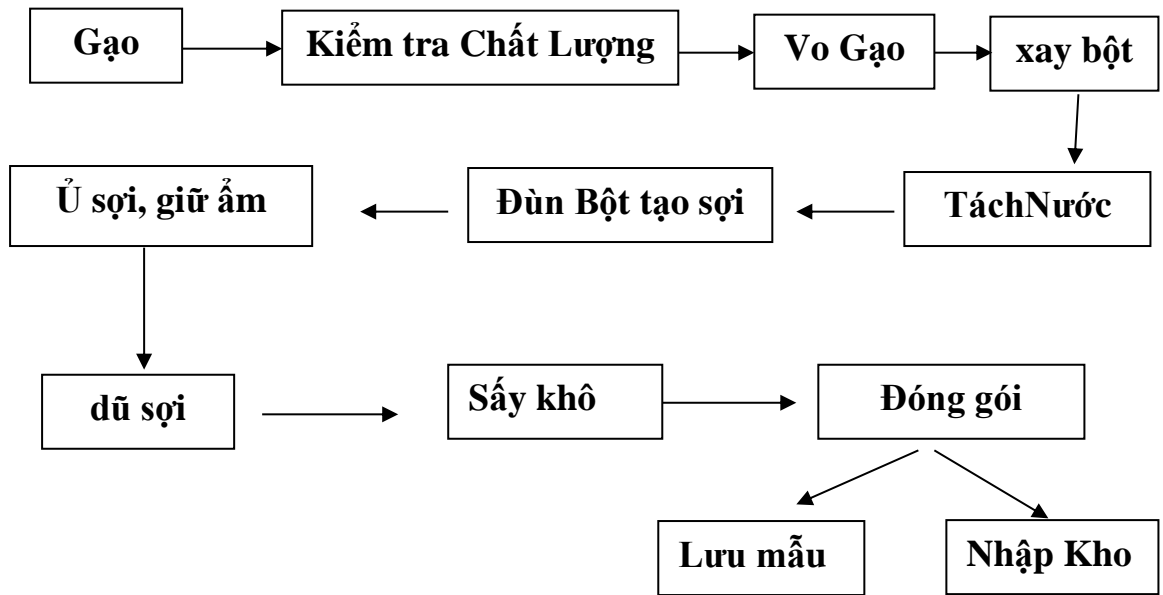 Gạo
Kiểm tra Chất Lượng
Vo Gạo
xay bột
TáchNước
Đùn Bột tạo sợi
Ủ sợi, giữ ẩm
dũ sợi
Sấy khô
Đóng gói
Lưu mẫu
Nhập Kho